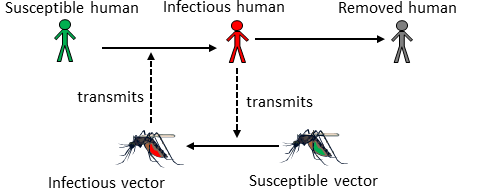 Susceptible human
Infectious human
Removed human
transmits
transmits
Infectious vector
Susceptible vector